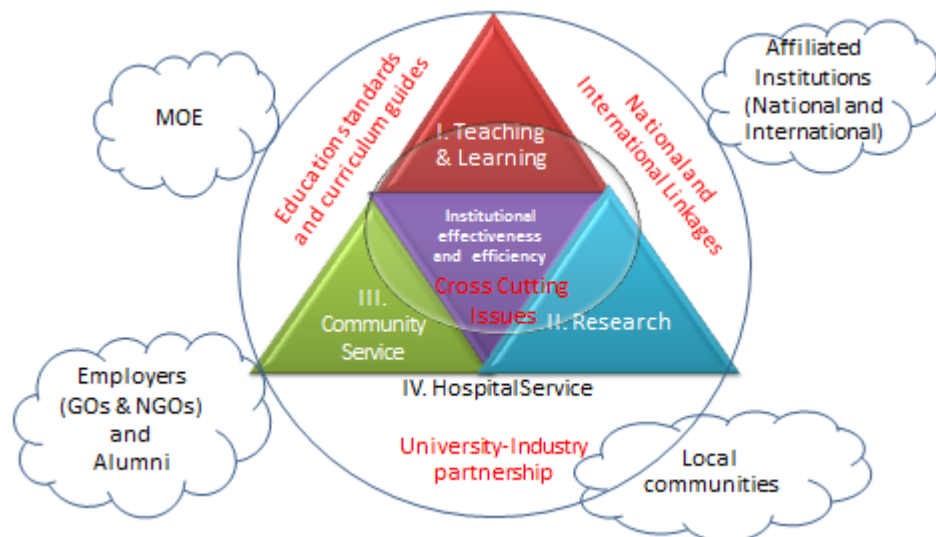 MOE
Affiliated
Institutions
(National and
International)
Education standards
and curriculum guides
National and
International Linkages
I. Teaching
& Learning
Institutional
effectiveness
and efficiency
Cross Cutting
Issues
III.
Community
Service
II. Research
IV. HospitalService
Employers
(GOs & NGOs)
and
Alumni
University-Industry
partnership
Local
communities